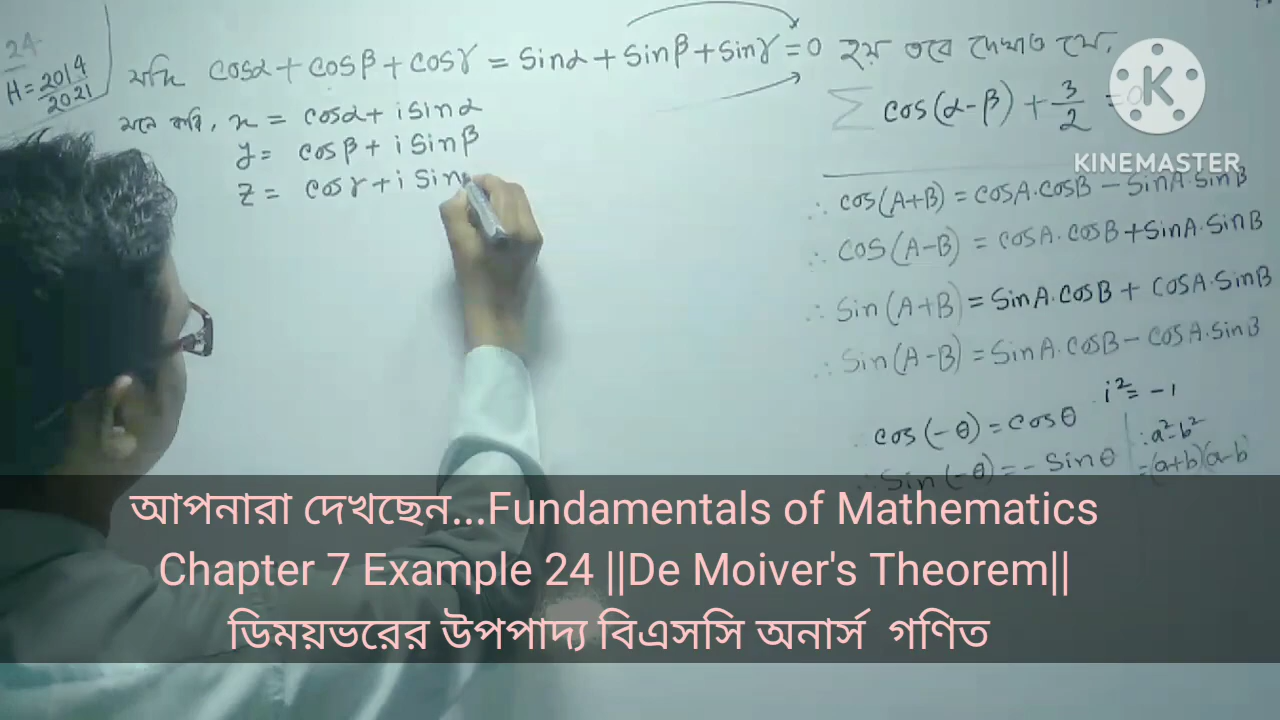 24
H = 2014
2021
যদি cosα + cosβ + cosγ = Sinα + Sinβ + Sinγ = 0 হয় তবে দেখাও যে,
∑ cos(α-β) + 3/2 = 0
মনে করি, x = cosα + i Sinα
y = cosβ + i Sinβ
z = cosγ + i Sin
K
KINEMASTER
∴ cos(A+B) = cosA.cosB - SinA.SinB
∴ cos(A-B) = cosA.cosB + SinA.SinB
∴ Sin(A+B) = SinA.cosB + cosA.SinB
∴ Sin(A-B) = SinA.cosB - cosA.SinB
i² = -1
cos(-θ) = cosθ
∴ Sin(-θ) = - Sinθ
: a²-b²
= (a+b)(a-b)
আপনারা দেখছেন...Fundamentals of Mathematics
Chapter 7 Example 24 ||De Moiver's Theorem||
ডিময়ভরের উপপাদ্য বিএসসি অনার্স গণিত